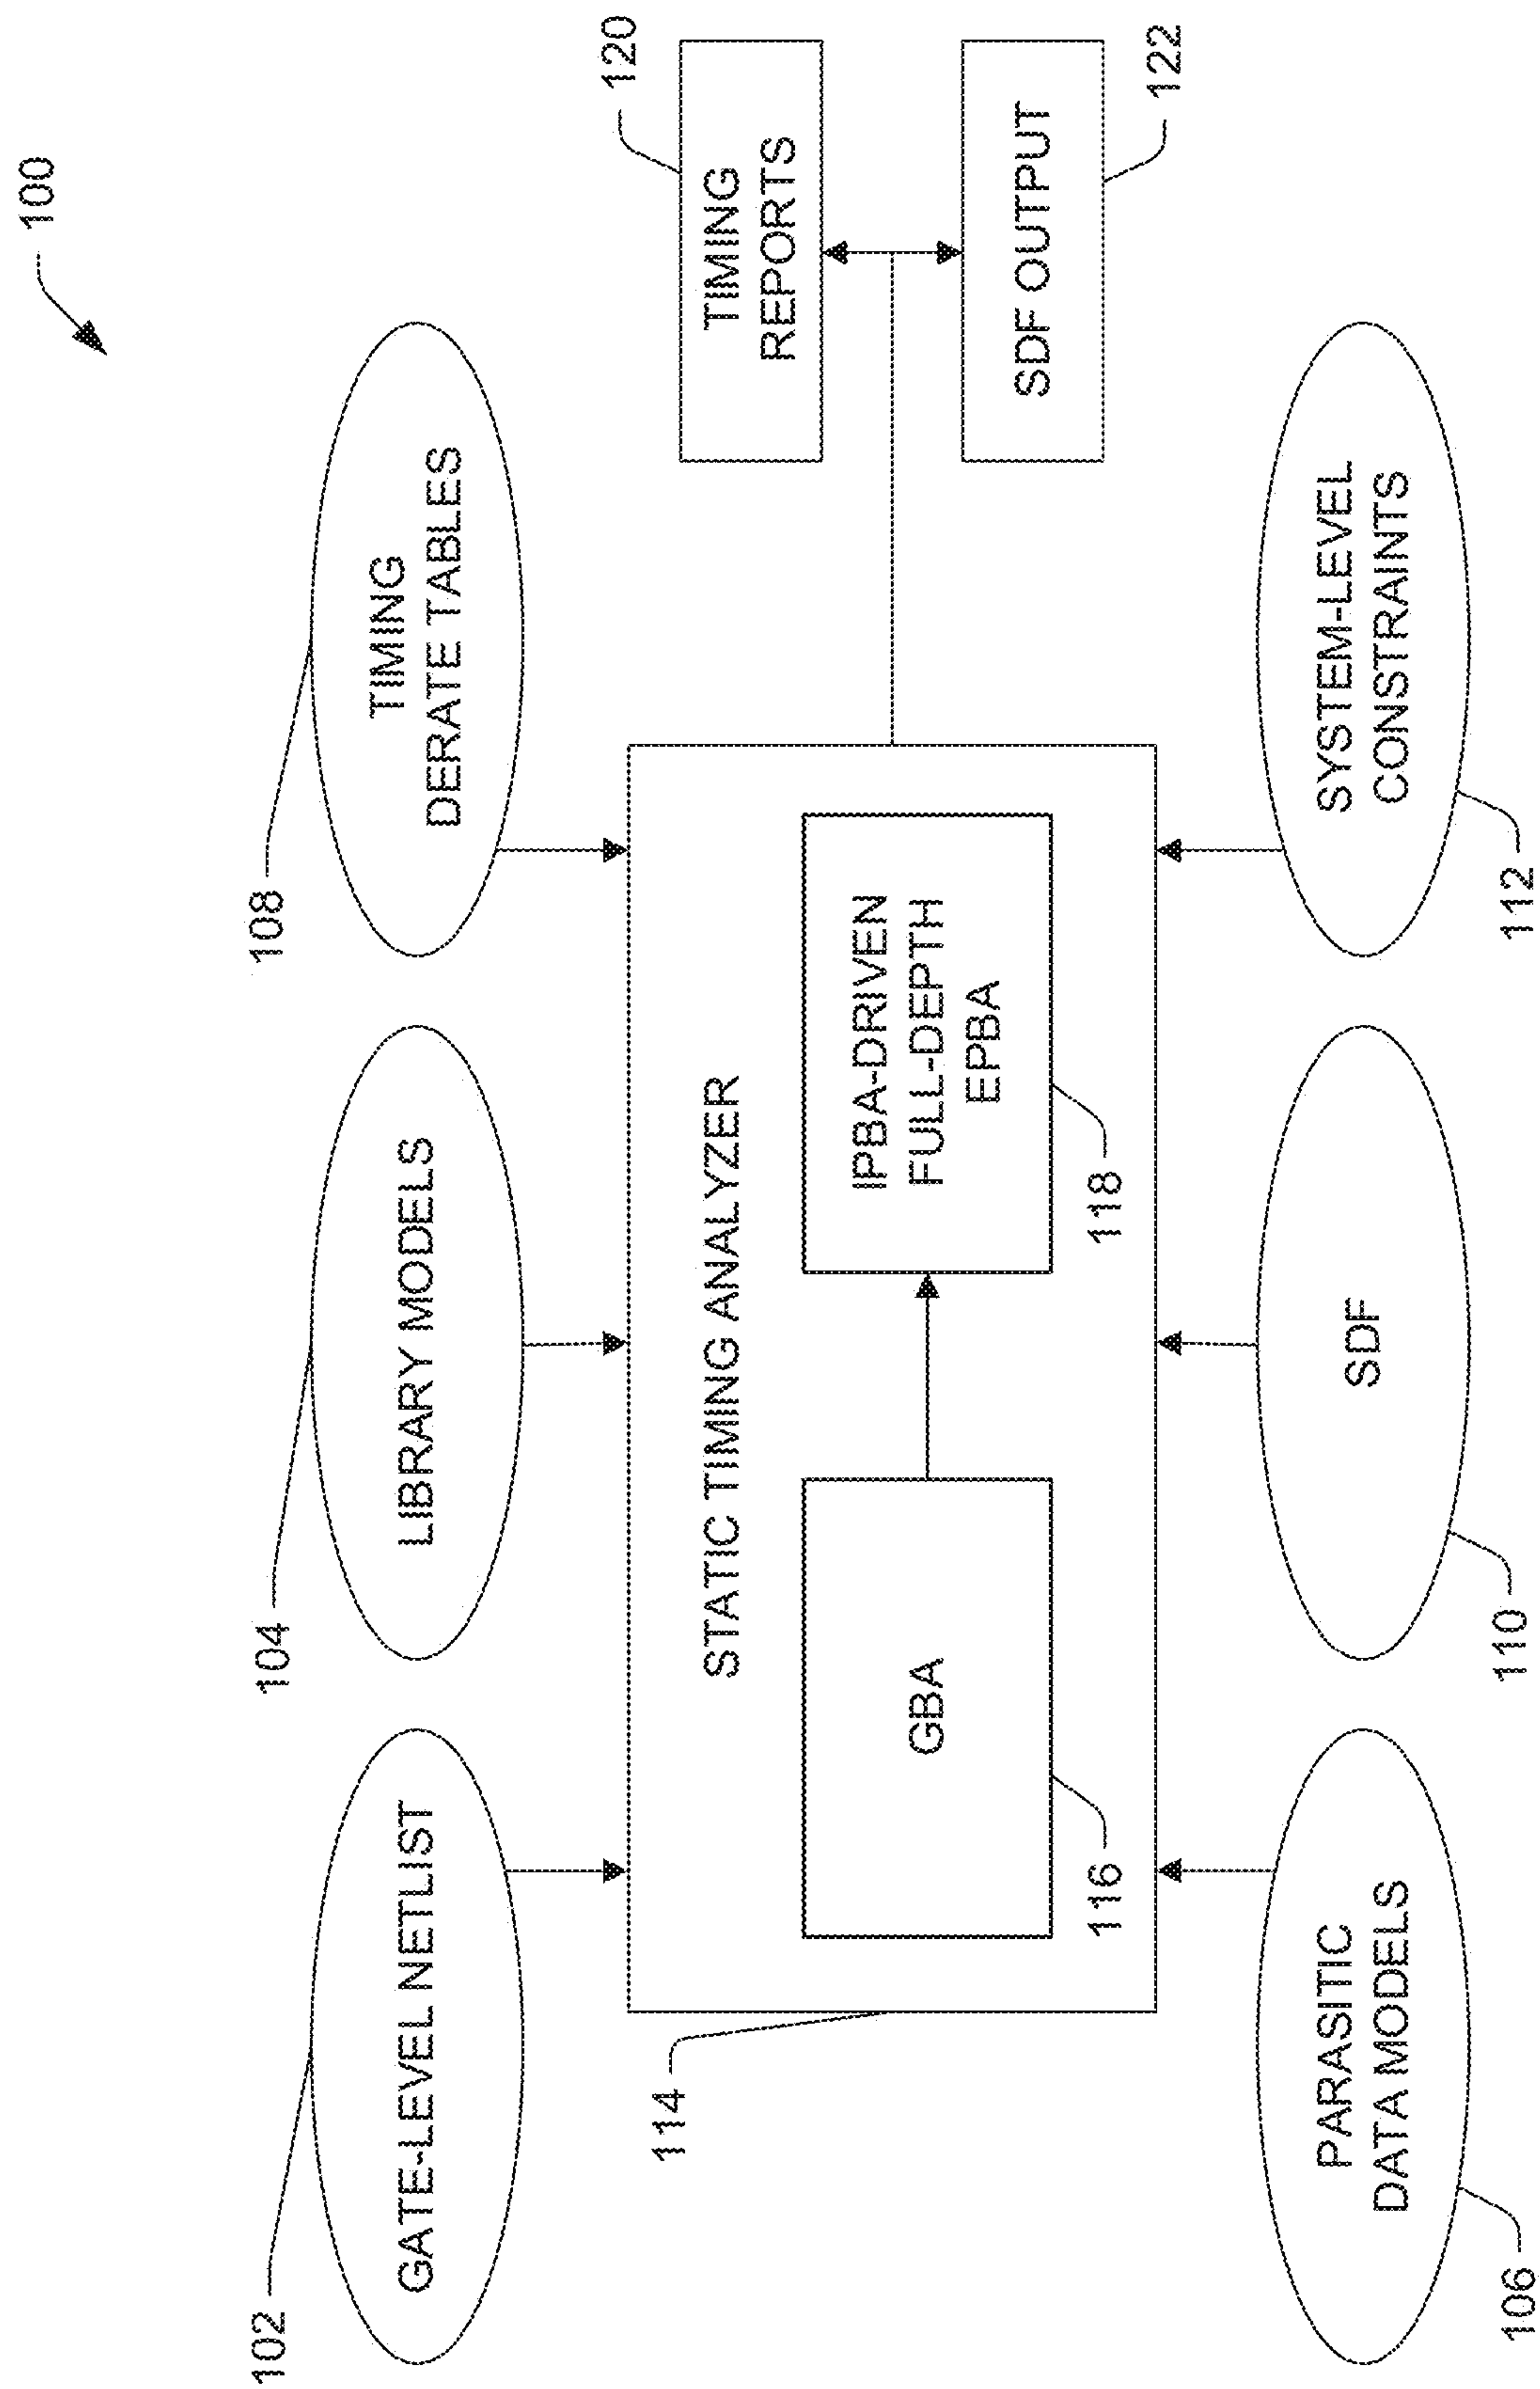 100
102
GATE-LEVEL NETLIST
104
LIBRARY MODELS
108
TIMING
DERATE TABLES
114
STATIC TIMING ANALYZER
GBA
116
IPBA-DRIVEN
FULL-DEPTH
EPBA
118
120
TIMING
REPORTS
SDF OUTPUT
122
PARASITIC
DATA MODELS
106
SDF
110
SYSTEM-LEVEL
CONSTRAINTS
112